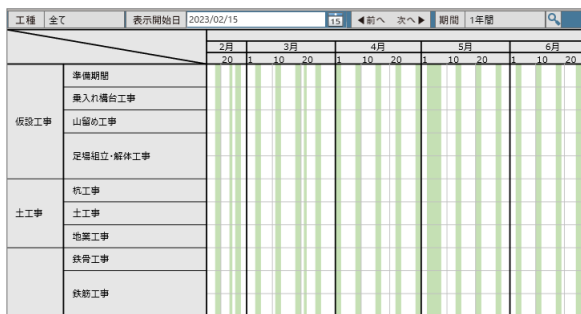 工種 全て 表示開始日 2023/02/15 15 ◀前へ 次へ▶ 期間 1年間
2月 3月 4月 5月 6月
20 1 10 20 1 10 20 1 10 20 1 10 20
準備期間
乗入れ構台工事
仮設工事 山留め工事
足場組立・解体工事
杭工事
土工事 土工事
地業工事
鉄骨工事
鉄筋工事